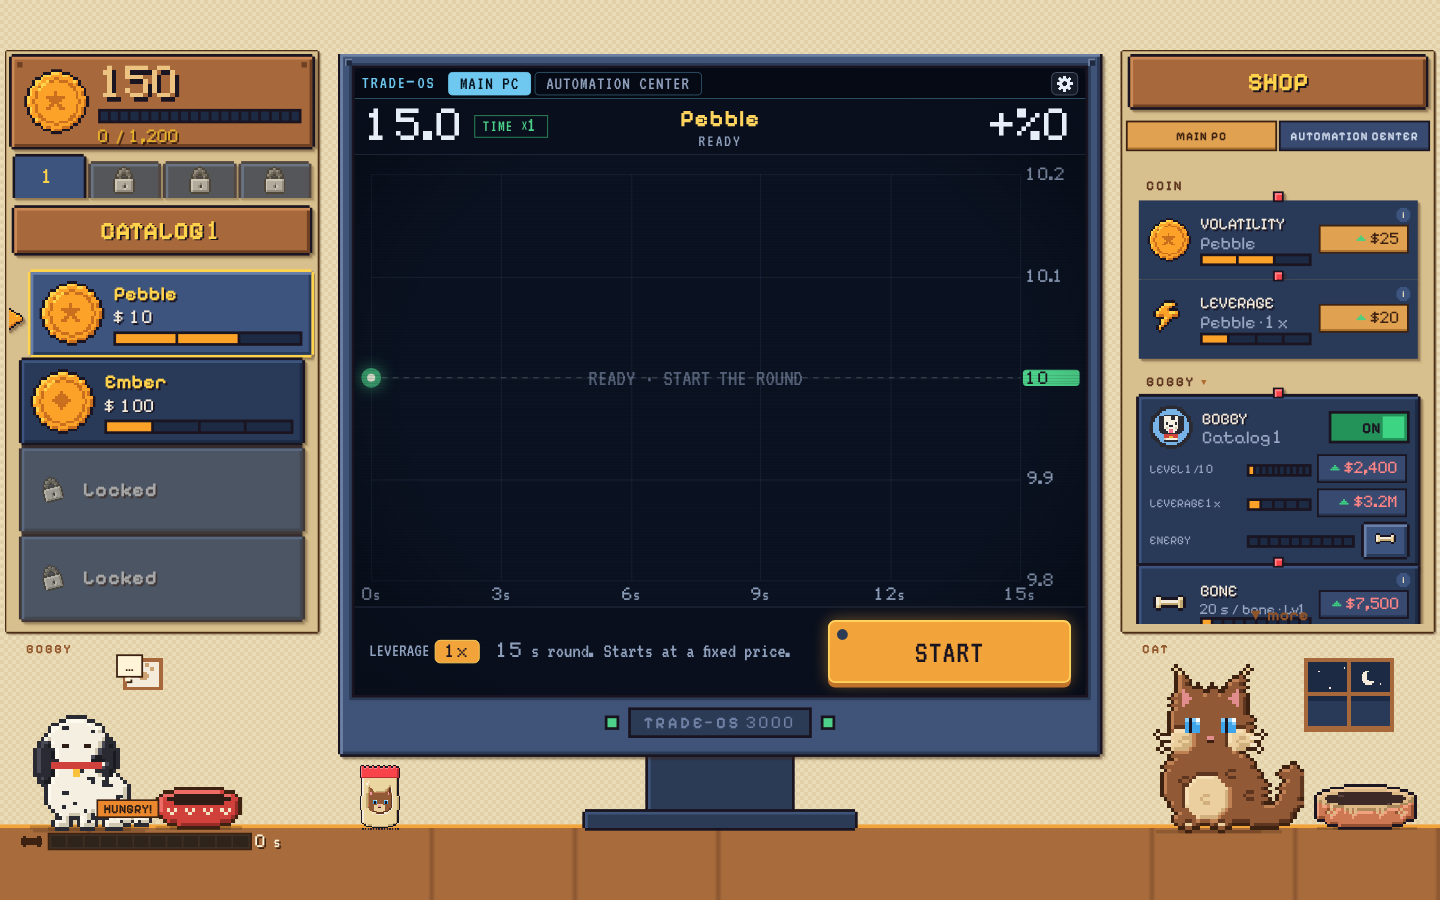 150
0 / 1,200
1
CATALOG 1
Pebble
$ 10
Ember
$ 100
Locked
Locked
TRADE-OS
MAIN PC
AUTOMATION CENTER
15.0
TIME x1
Pebble
READY
+%0
10.2
10.1
READY · START THE ROUND
10
9.9
9.8
0s
3s
6s
9s
12s
15s
LEVERAGE
1x
15 s round. Starts at a fixed price.
START
TRADE-OS 3000
SHOP
MAIN PC
AUTOMATION CENTER
COIN
VOLATILITY
Pebble
$25
LEVERAGE
Pebble · 1 x
$20
BOBBY
BOBBY
Catalog 1
ON
LEVEL 1 /10
$2,400
LEVERAGE 1 x
$3.2M
ENERGY
BONE
20 s / bone · Lv1
$7,500
more
BOBBY
...
HUNGRY!
0 s
CAT